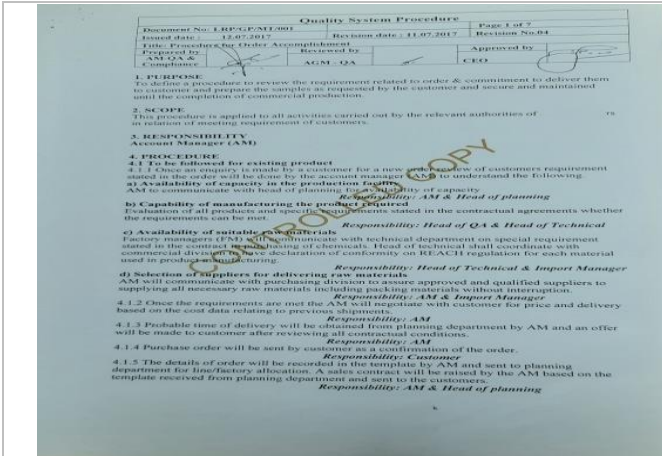 Quality System Procedure
Document No: LRP/GP/MT/001 Page 1 of 7
Issued date : 12.07.2017 Revision date : 11.07.2017 Revision No.04
Title: Procedure for Order Accomplishment
Prepared by Reviewed by Approved by
AM-QA &
Compliance AGM - QA CEO
1. PURPOSE
To define a procedure to review the requirement related to order & commitment to deliver them
to customer and prepare the samples as requested by the customer and secure and maintained
until the completion of commercial production.
2. SCOPE
This procedure is applied to all activities carried out by the relevant authorities of
in relation of meeting requirement of customers.
3. RESPONSIBILITY
Account Manager (AM)
4. PROCEDURE
4.1 To be followed for existing product
4.1.1 Once an enquiry is made by a customer for a new order review of customers requirement
stated in the order will be done by the account manager (AM) to understand the following.
a) Availability of capacity in the production facility
AM to communicate with head of planning for availability of capacity
Responsibility: AM & Head of planning
b) Capability of manufacturing the product required
Evaluation of all products and specific requirements stated in the contractual agreements whether
the requirements can be met.
Responsibility: Head of QA & Head of Technical
c) Availability of suitable raw materials
Factory managers (FM) will communicate with technical department on special requirement
stated in the contract in purchasing of chemicals. Head of technical shall coordinate with
commercial division to have declaration of conformity on REACH regulation for each material
used in product manufacturing.
Responsibility: Head of Technical & Import Manager
d) Selection of suppliers for delivering raw materials
AM will communicate with purchasing division to assure approved and qualified suppliers to
supplying all necessary raw materials including packing materials without interruption.
Responsibility: AM & Import Manager
4.1.2 Once the requirements are met the AM will negotiate with customer for price and delivery
based on the cost data relating to previous shipments.
Responsibility: AM
4.1.3 Probable time of delivery will be obtained from planning department by AM and an offer
will be made to customer after reviewing all contractual conditions.
Responsibility: AM
4.1.4 Purchase order will be sent by customer as a confirmation of the order.
Responsibility: Customer
4.1.5 The details of order will be recorded in the template by AM and sent to planning
department for line/factory allocation. A sales contract will be raised by the AM based on the
template received from planning department and sent to the customers.
Responsibility: AM & Head of planning
CONTROLLED COPY